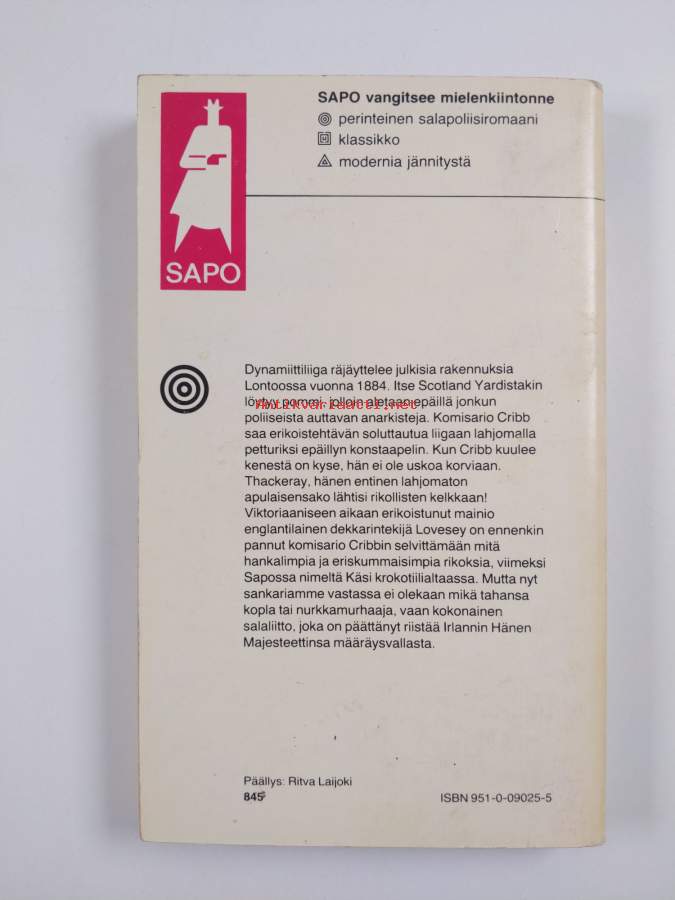 SAPO vangitsee mielenkiintonne
perinteinen salapoliisiromaani
klassikko
modernia jännitystä
SAPO
Dynamiittiliiga räjäyttelee julkisia rakennuksia
Lontoossa vuonna 1884. Itse Scotland Yardistakin
löytyy pommi, jolloin aletaan epäillä jonkun
Antikvariaatti.net
poliiseista auttavan anarkisteja. Komisario Cribb
saa erikoistehtävän soluttautua liigaan lahjomalla
petturiksi epäillyn konstaapelin. Kun Cribb kuulee
kenestä on kyse, hän ei ole uskoa korviaan.
Thackeray, hänen entinen lahjomaton
apulaisensako lähtisi rikollisten kelkkaan!
Viktoriaaniseen aikaan erikoistunut mainio
englantilainen dekkarintekijä Lovesey on ennenkin
pannut komisario Cribbin selvittämään mitä
hankalimpia ja eriskummaisimpia rikoksia, viimeksi
Sapossa nimeltä Käsi krokotiilialtaassa. Mutta nyt
sankariamme vastassa ei olekaan mikä tahansa
kopla tai nurkkamurhaaja, vaan kokonainen
salaliitto, joka on päättänyt riistää Irlannin Hänen
Majesteettinsa määräysvallasta.
Päällys: Ritva Laijoki
845
ISBN 951-0-09025-5